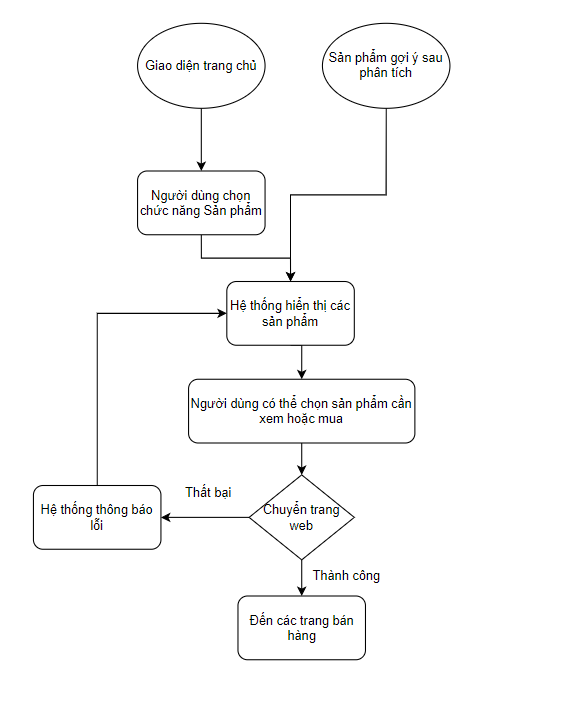 Giao diện trang chủ
Sản phẩm gợi ý sau
phân tích
Người dùng chọn
chức năng Sản phẩm
Hệ thống hiển thị các
sản phẩm
Người dùng có thể chọn sản phẩm cần
xem hoặc mua
Chuyển trang
web
Thất bại
Hệ thống thông báo
lỗi
Thành công
Đến các trang bán
hàng